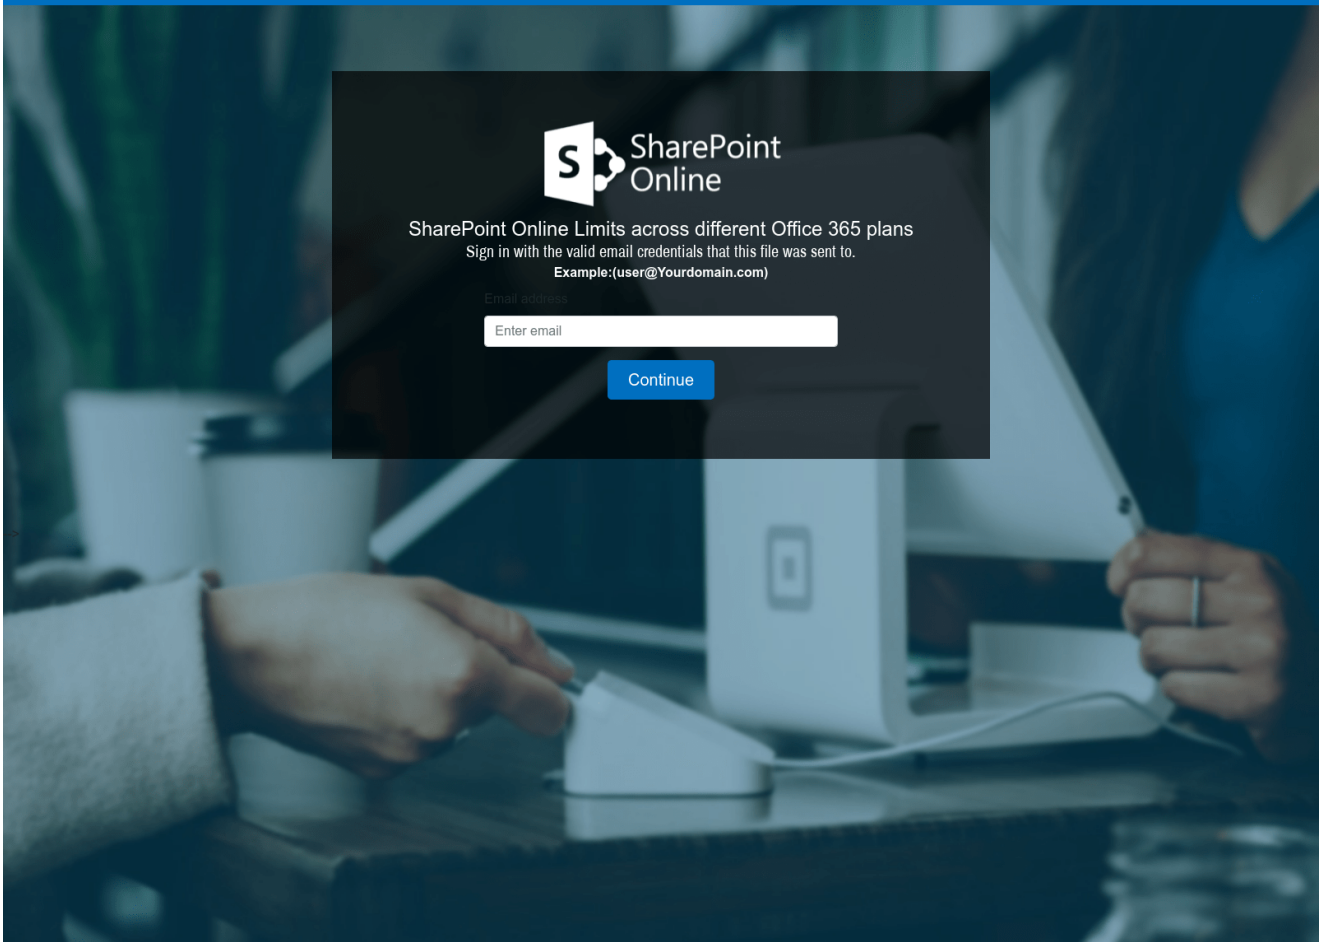 S
SharePoint
Online
SharePoint Online Limits across different Office 365 plans
Sign in with the valid email credentials that this file was sent to.
Example:(user@Yourdomain.com)
Email address
Enter email
Continue